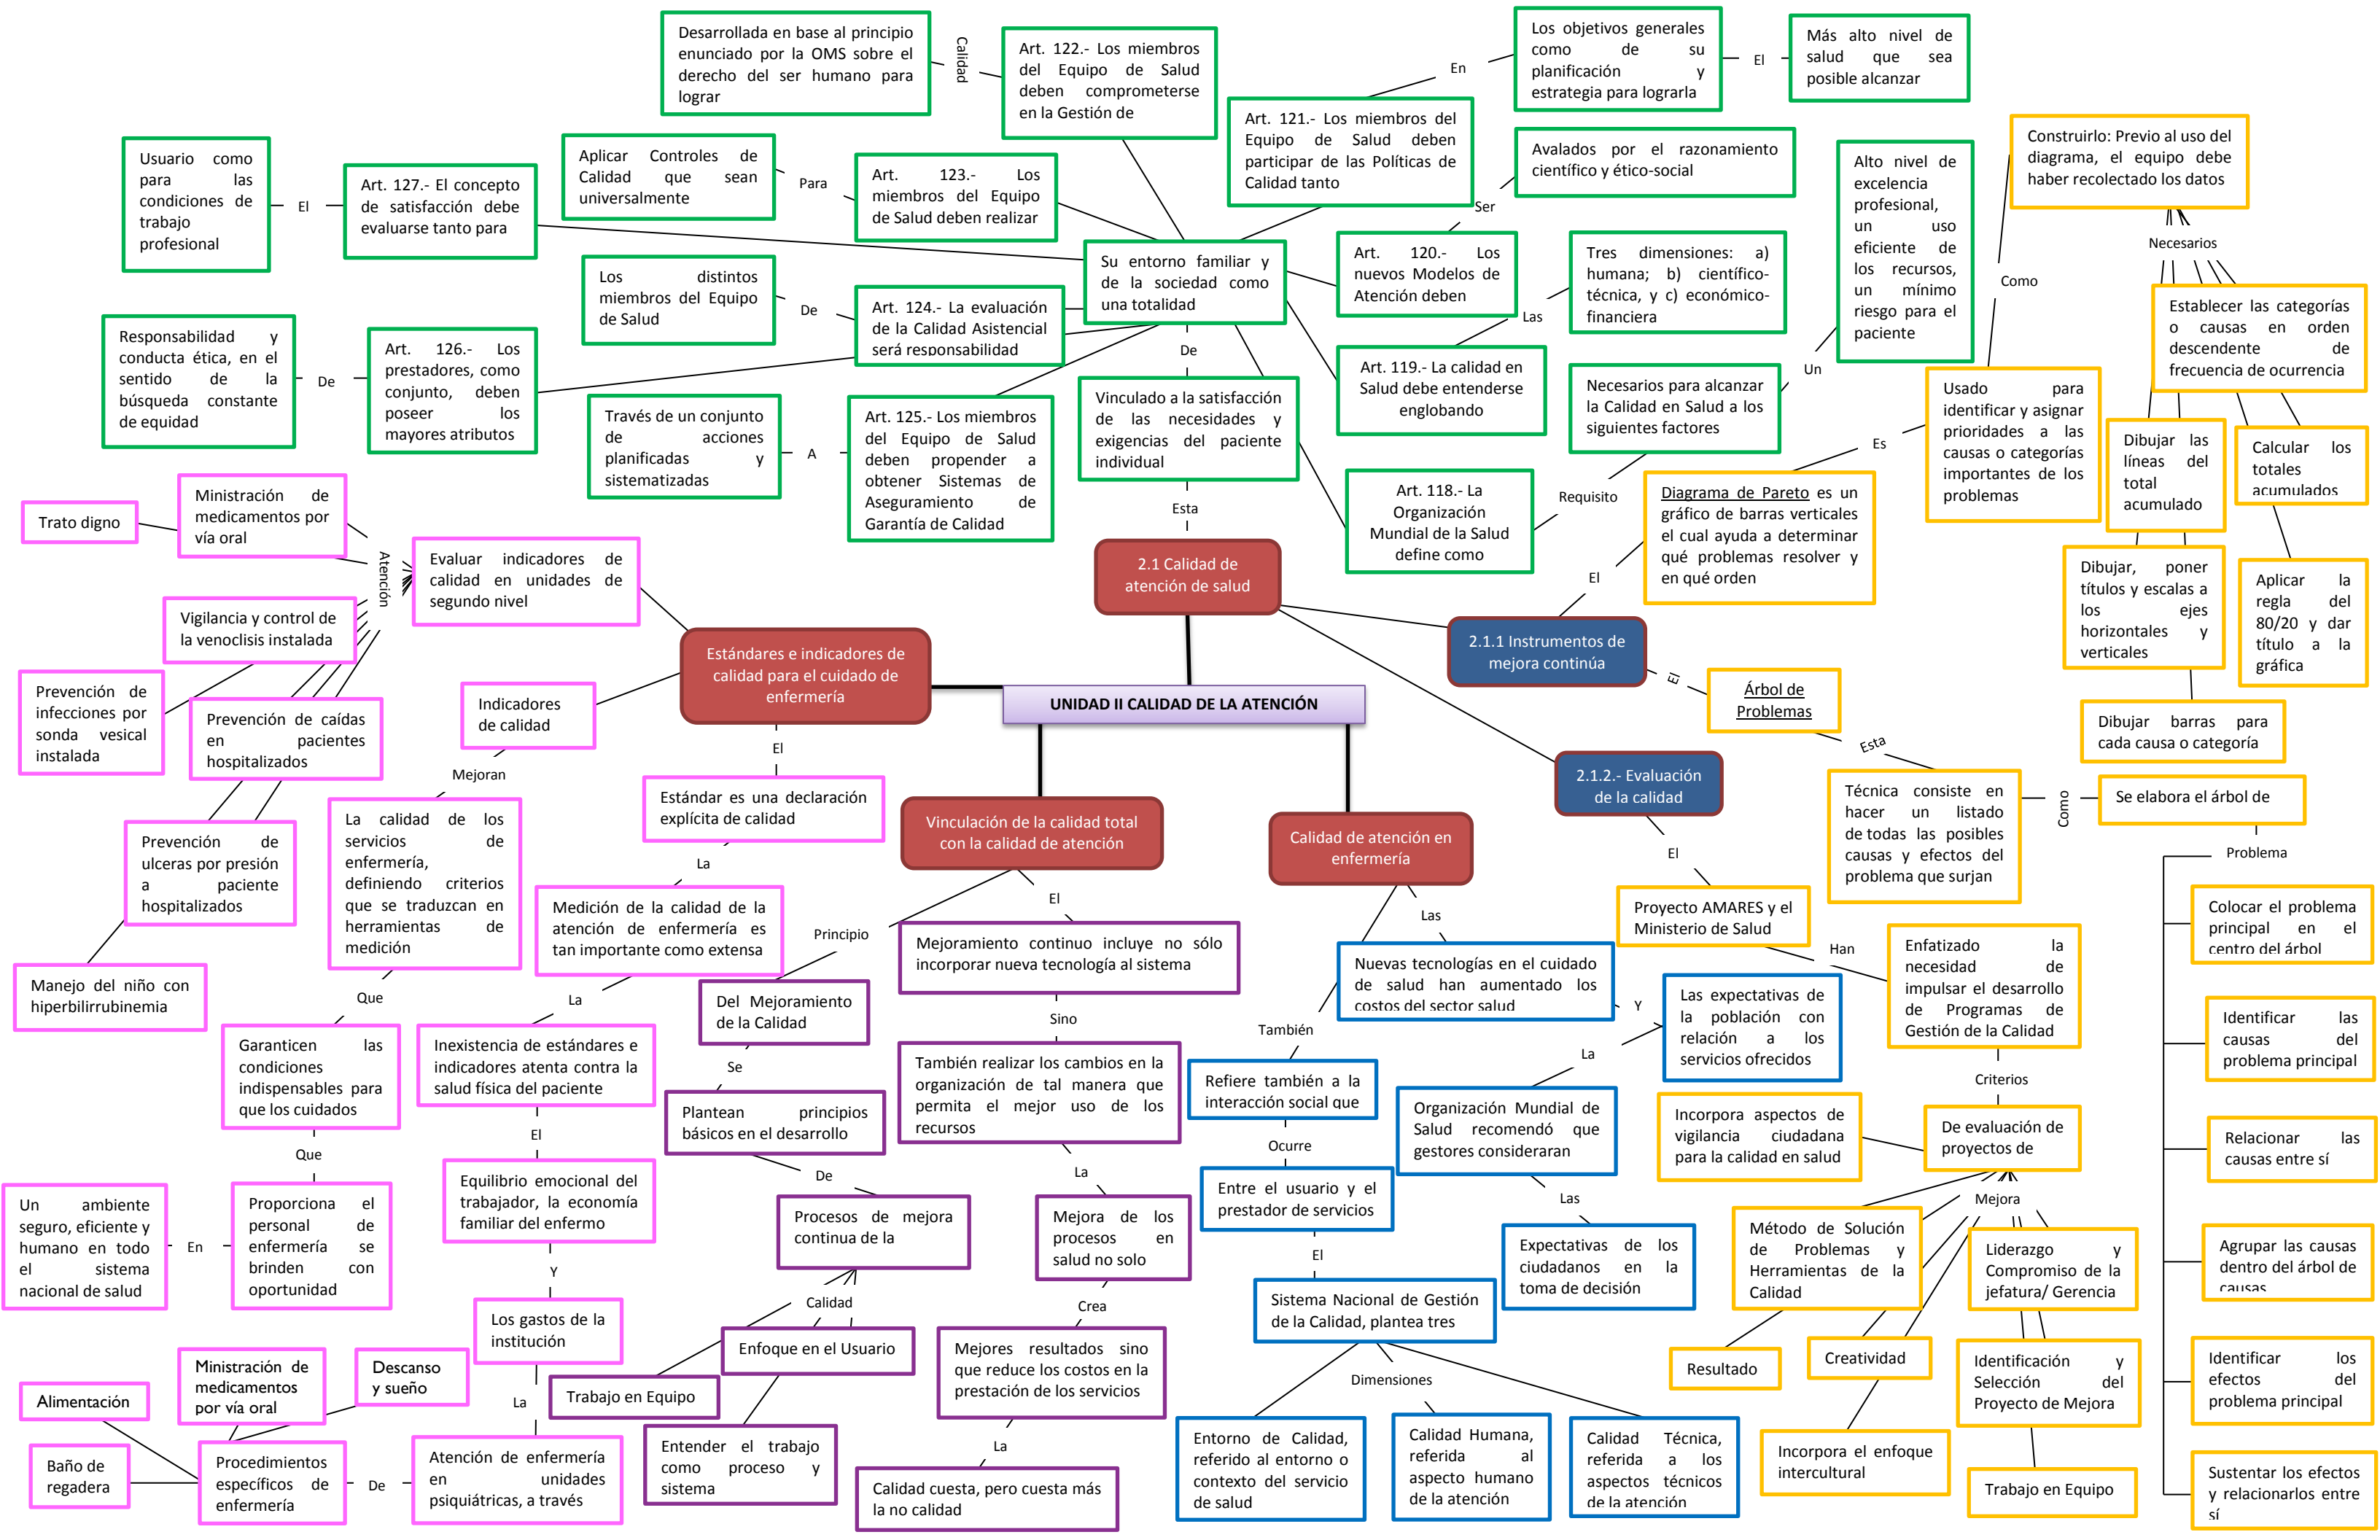 Desarrollada en base al principio
enunciado por la OMS sobre el
derecho del ser humano para
lograr
Calidad
Art. 122.- Los miembros
del Equipo de Salud
deben comprometerse
en la Gestión de
Los objetivos generales
como de su
planificación y
estrategia para lograrla
El
Más alto nivel de
salud que sea
posible alcanzar
En
Art. 121.- Los miembros del
Equipo de Salud deben
participar de las Políticas de
Calidad tanto
Usuario como
para las
condiciones de
trabajo
profesional
El
Art. 127.- El concepto
de satisfacción debe
evaluarse tanto para
Aplicar Controles de
Calidad que sean
universalmente
Para
Art. 123.- Los
miembros del Equipo
de Salud deben realizar
Avalados por el razonamiento
científico y ético-social
Ser
Art. 120.- Los
nuevos Modelos de
Atención deben
Alto nivel de
excelencia
profesional,
un uso
eficiente de
los recursos,
un mínimo
riesgo para el
paciente
Construirlo: Previo al uso del
diagrama, el equipo debe
haber recolectado los datos
Necesarios
Como
Su entorno familiar y
de la sociedad como
una totalidad
Los distintos
miembros del Equipo
de Salud
De
Art. 124.- La evaluación
de la Calidad Asistencial
será responsabilidad
Tres dimensiones: a)
humana; b) científico-
técnica, y c) económico-
financiera
Las
Art. 119.- La calidad en
Salud debe entenderse
englobando
Establecer las categorías
o causas en orden
descendente de
frecuencia de ocurrencia
Responsabilidad y
conducta ética, en el
sentido de la
búsqueda constante
de equidad
De
Art. 126.- Los
prestadores, como
conjunto, deben
poseer los
mayores atributos
Través de un conjunto
de acciones
planificadas y
sistematizadas
A
Art. 125.- Los miembros
del Equipo de Salud
deben propender a
obtener Sistemas de
Aseguramiento de
Garantía de Calidad
De
Vinculado a la satisfacción
de las necesidades y
exigencias del paciente
individual
Esta
Necesarios para alcanzar
la Calidad en Salud a los
siguientes factores
Un
Requisito
Art. 118.- La
Organización
Mundial de la Salud
define como
Usado para
identificar y asignar
prioridades a las
causas o categorías
importantes de los
problemas
Es
Diagrama de Pareto es un
gráfico de barras verticales
el cual ayuda a determinar
qué problemas resolver y
en qué orden
El
Dibujar las
líneas del
total
acumulado
Calcular los
totales
acumulados
Dibujar, poner
títulos y escalas a
los ejes
horizontales y
verticales
Aplicar la
regla del
80/20 y dar
título a la
gráfica
Dibujar barras para
cada causa o categoría
Trato digno
Ministración de
medicamentos por
vía oral
Atención
Evaluar indicadores de
calidad en unidades de
segundo nivel
Vigilancia y control de
la venoclisis instalada
Prevención de
infecciones por
sonda vesical
instalada
Prevención de caídas
en pacientes
hospitalizados
Prevención de
ulceras por presión
a paciente
hospitalizados
Manejo del niño con
hiperbilirrubinemia
2.1 Calidad de
atención de salud
2.1.1 Instrumentos de
mejora continúa
Estándares e indicadores de
calidad para el cuidado de
enfermería
UNIDAD II CALIDAD DE LA ATENCIÓN
El
Árbol de
Problemas
Esta
2.1.2.- Evaluación
de la calidad
Técnica consiste en
hacer un listado
de todas las posibles
causas y efectos del
problema que surjan
Como
Se elabora el árbol de
Problema
Colocar el problema
principal en el
centro del árbol
Identificar las
causas del
problema principal
Relacionar las
causas entre sí
Agrupar las causas
dentro del árbol de
causas
Identificar los
efectos del
problema principal
Sustentar los efectos
y relacionarlos entre
sí
Indicadores
de calidad
Mejoran
La calidad de los
servicios de
enfermería,
definiendo criterios
que se traduzcan en
herramientas de
medición
Que
Garanticen las
condiciones
indispensables para
que los cuidados
Que
Proporciona el
personal de
enfermería se
brinden con
oportunidad
En
Un ambiente
seguro, eficiente y
humano en todo
el sistema
nacional de salud
El
Estándar es una declaración
explícita de calidad
La
Medición de la calidad de la
atención de enfermería es
tan importante como extensa
La
Inexistencia de estándares e
indicadores atenta contra la
salud física del paciente
El
Equilibrio emocional del
trabajador, la economía
familiar del enfermo
Y
Los gastos de la
institución
La
Atención de enfermería
en unidades
psiquiátricas, a través
De
Procedimientos
específicos de
enfermería
Alimentación
Ministración de
medicamentos
por vía oral
Descanso
y sueño
Baño de
regadera
Vinculación de la calidad total
con la calidad de atención
Principio
El
Mejoramiento continuo incluye no sólo
incorporar nueva tecnología al sistema
Del Mejoramiento
de la Calidad
Se
Plantean principios
básicos en el desarrollo
De
Procesos de mejora
continua de la
Calidad
Enfoque en el Usuario
Trabajo en Equipo
Entender el trabajo
como proceso y
sistema
Sino
También realizar los cambios en la
organización de tal manera que
permita el mejor uso de los
recursos
La
Mejora de los
procesos en
salud no solo
Crea
Mejores resultados sino
que reduce los costos en la
prestación de los servicios
La
Calidad cuesta, pero cuesta más
la no calidad
Calidad de atención en
enfermería
Las
Nuevas tecnologías en el cuidado
de salud han aumentado los
costos del sector salud
Y
Las expectativas de
la población con
relación a los
servicios ofrecidos
La
Organización Mundial de
Salud recomendó que
gestores consideraran
Las
Expectativas de los
ciudadanos en la
toma de decisión
También
Refiere también a la
interacción social que
Ocurre
Entre el usuario y el
prestador de servicios
El
Sistema Nacional de Gestión
de la Calidad, plantea tres
Dimensiones
Entorno de Calidad,
referido al entorno o
contexto del servicio
de salud
Calidad Humana,
referida al
aspecto humano
de la atención
Calidad Técnica,
referida a los
aspectos técnicos
de la atención
El
Proyecto AMARES y el
Ministerio de Salud
Han
Enfatizado la
necesidad de
impulsar el desarrollo
de Programas de
Gestión de la Calidad
Criterios
De evaluación de
proyectos de
Incorpora aspectos de
vigilancia ciudadana
para la calidad en salud
Mejora
Método de Solución
de Problemas y
Herramientas de la
Calidad
Liderazgo y
Compromiso de la
jefatura/ Gerencia
Resultado
Creatividad
Identificación y
Selección del
Proyecto de Mejora
Incorpora el enfoque
intercultural
Trabajo en Equipo